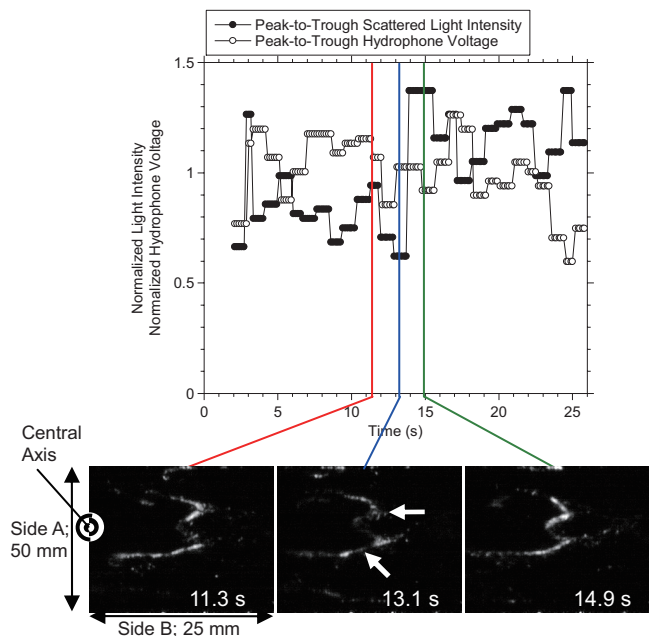 Peak-to-Trough Scattered Light Intensity
Peak-to-Trough Hydrophone Voltage
Normalized Light Intensity
Normalized Hydrophone Voltage
1.5
1
0.5
0
0 5 10 15 20 25
Time (s)
Central
Axis
Side A;
50 mm
11.3 s 13.1 s 14.9 s
Side B; 25 mm